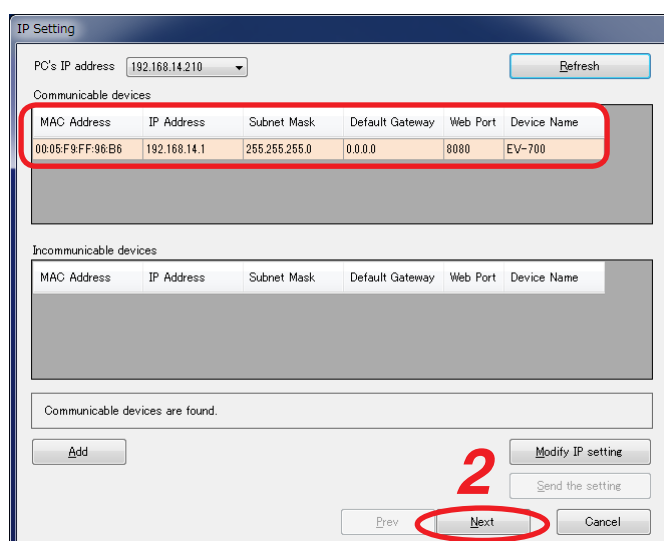 IP Setting
PC's IP address 192.168.14.210 Refresh
Communicable devices
MAC Address IP Address Subnet Mask Default Gateway Web Port Device Name
00:05:F9:FF:96:B6 192.168.14.1 255.255.255.0 0.0.0.0 8080 EV-700
Incommunicable devices
MAC Address IP Address Subnet Mask Default Gateway Web Port Device Name
Communicable devices are found.
Add 2 Modify IP setting
Send the setting
Prev Next Cancel